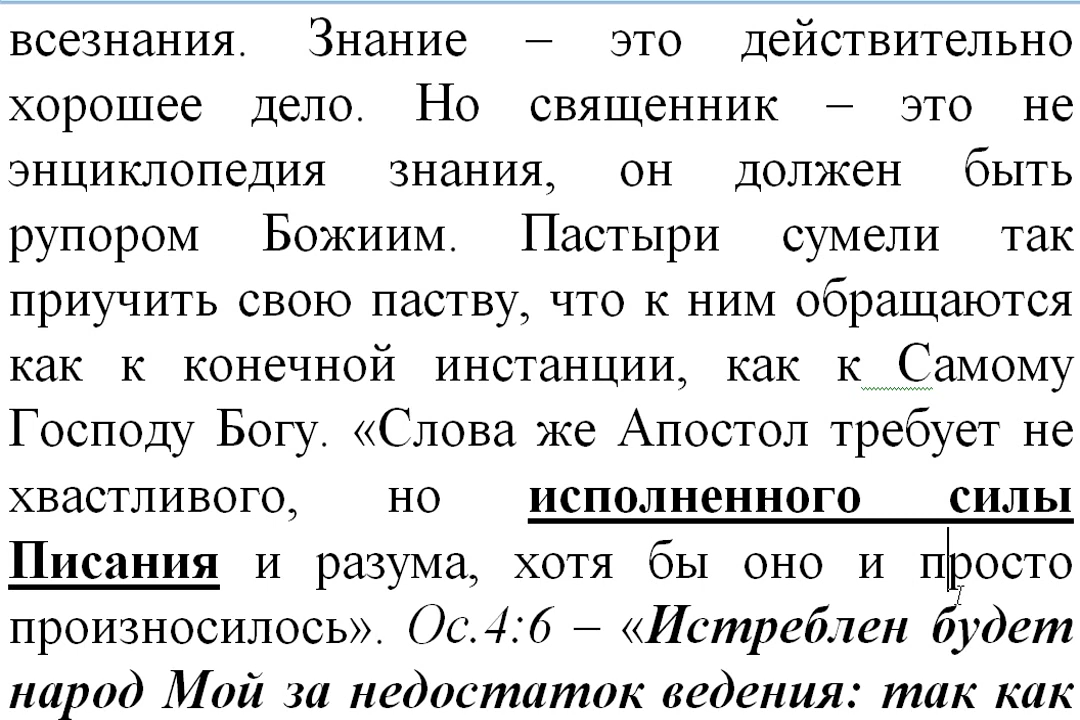 всезнания. Знание – это действительно
хорошее дело. Но священник – это не
энциклопедия знания, он должен быть
рупором Божиим. Пастыри сумели так
приучить свою паству, что к ним обращаются
как к конечной инстанции, как к Самому
Господу Богу. «Слова же Апостол требует не
хвастливого, но исполненного силы
Писания и разума, хотя бы оно и просто
произносилось». Ос.4:6 – «Истреблен будет
народ Мой за недостаток ведения: так как